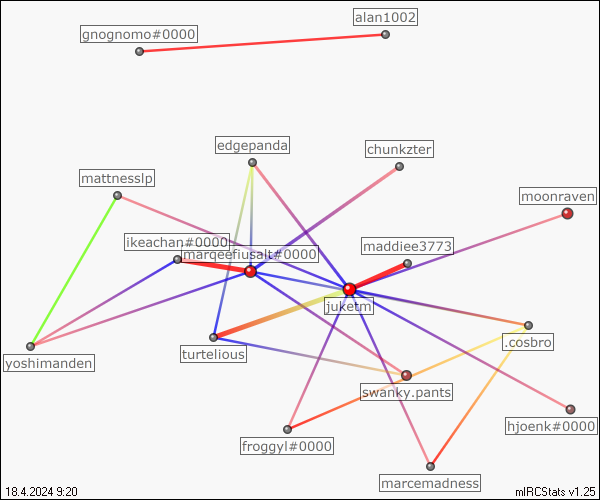 alan1002
gnognomo#0000
edgepanda
chunkzter
mattnesslp
moonraven
ikeachan#0000
marqeefiusalt#0000
maddiee3773
juketm
.cosbro
turtelious
yoshimanden
swanky.pants
hjoenk#0000
froggyl#0000
marcemadness
18.4.2024 9:20
mIRCStats v1.25